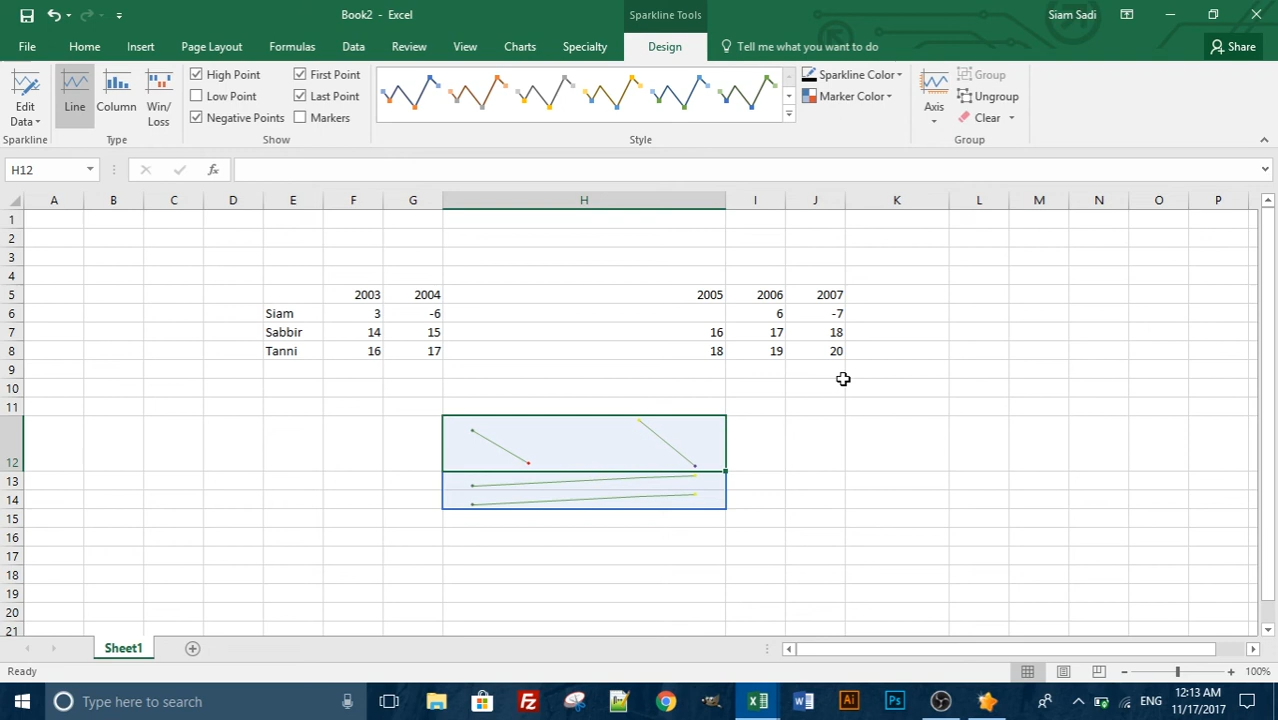 Book2 - Excel
Sparkline Tools
Siam Sadi
File Home Insert Page Layout Formulas Data Review View Charts Specialty Design Tell me what you want to do Share
Edit Data
Line
Column
Win/ Loss
High Point
Low Point
Negative Points
First Point
Last Point
Markers
Sparkline Color
Marker Color
Axis
Group
Ungroup
Clear
Sparkline Type Show Style Group
H12
fx
A B C D E F G H I J K L M N O P
1
2
3
4
5 2003 2004 2005 2006 2007
6 Siam 3 -6 6 -7
7 Sabbir 14 15 16 17 18
8 Tanni 16 17 18 19 20
9
10
11
12
13
14
15
16
17
18
19
20
21
Sheet1
Ready
100%
Type here to search
ENG
12:13 AM
11/17/2017